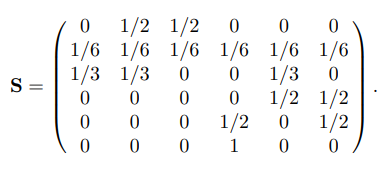 0 1/2 1/2 0 0 0
1/6 1/6 1/6 1/6 1/6 1/6
1/3 1/3 0 0 1/3 0
S = 0 0 0 0 1/2 1/2 .
0 0 0 1/2 0 1/2
0 0 0 1 0 0